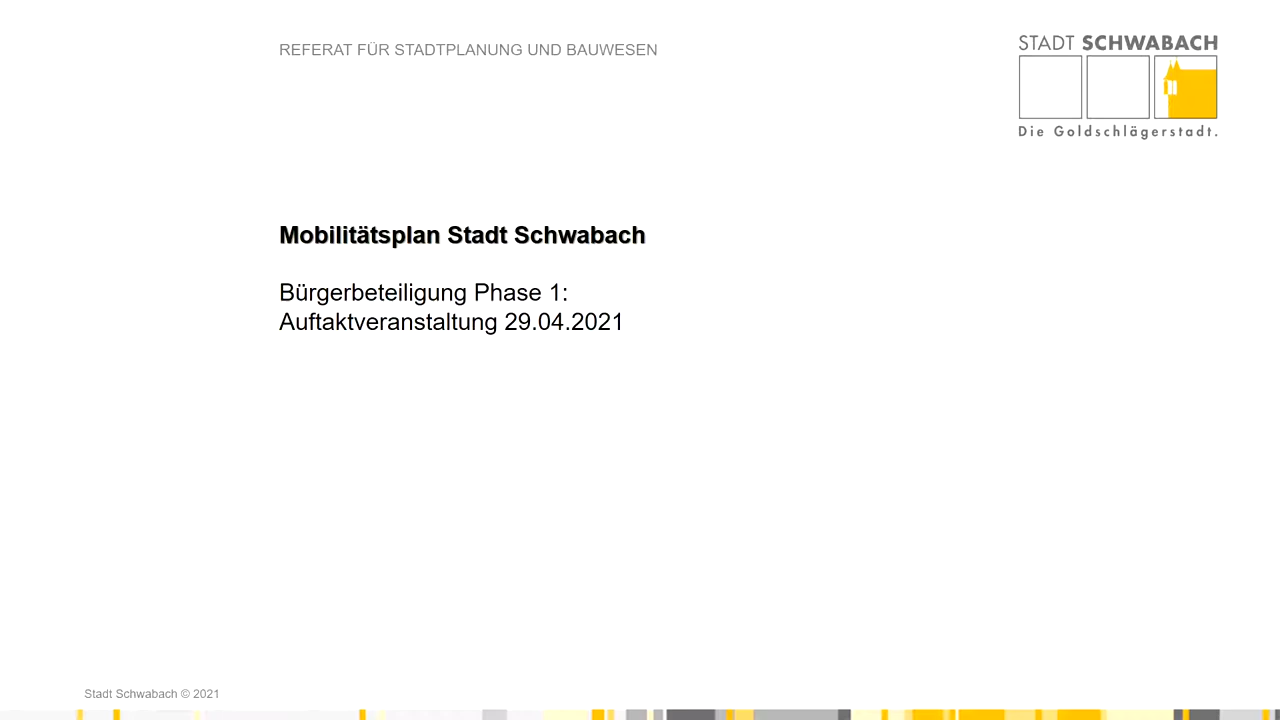 REFERAT FÜR STADTPLANUNG UND BAUWESEN
STADT SCHWABACH
Die Goldschlägerstadt.
Mobilitätsplan Stadt Schwabach
Bürgerbeteiligung Phase 1:
Auftaktveranstaltung 29.04.2021
Stadt Schwabach © 2021